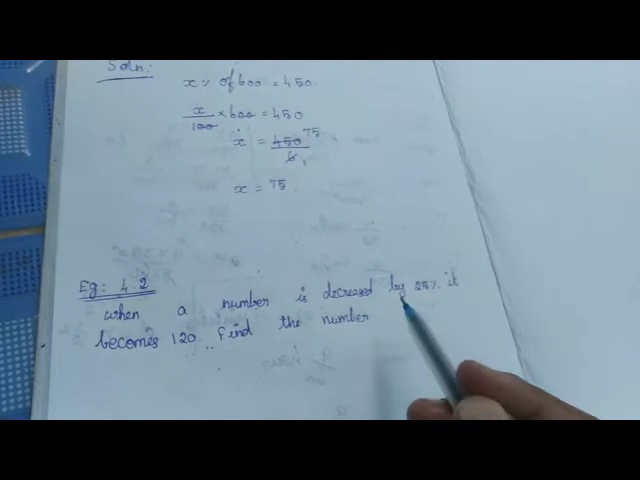 Soln:
x % of 600 = 450
x/100 × 600 = 450
x = 450/6 75
x = 75
Eg: 4.2
when a number is decreased by 25% it
becomes 120. find the number